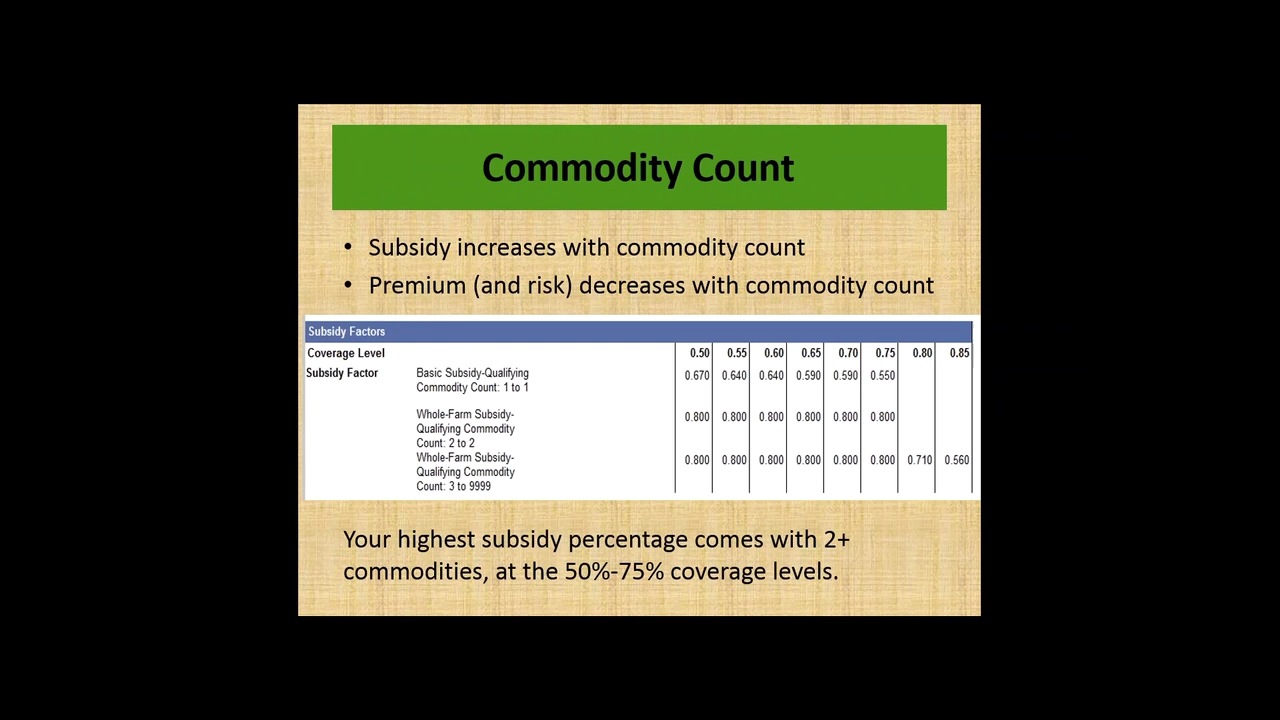 Commodity Count
• Subsidy increases with commodity count
• Premium (and risk) decreases with commodity count
Subsidy Factors
Coverage Level 0.50 0.55 0.60 0.65 0.70 0.75 0.80 0.85
Subsidy Factor Basic Subsidy-Qualifying 0.670 0.640 0.640 0.590 0.590 0.550
Commodity Count: 1 to 1
Whole-Farm Subsidy- 0.800 0.800 0.800 0.800 0.800 0.800
Qualifying Commodity
Count: 2 to 2
Whole-Farm Subsidy- 0.800 0.800 0.800 0.800 0.800 0.800 0.710 0.560
Qualifying Commodity
Count: 3 to 9999
Your highest subsidy percentage comes with 2+
commodities, at the 50%-75% coverage levels.